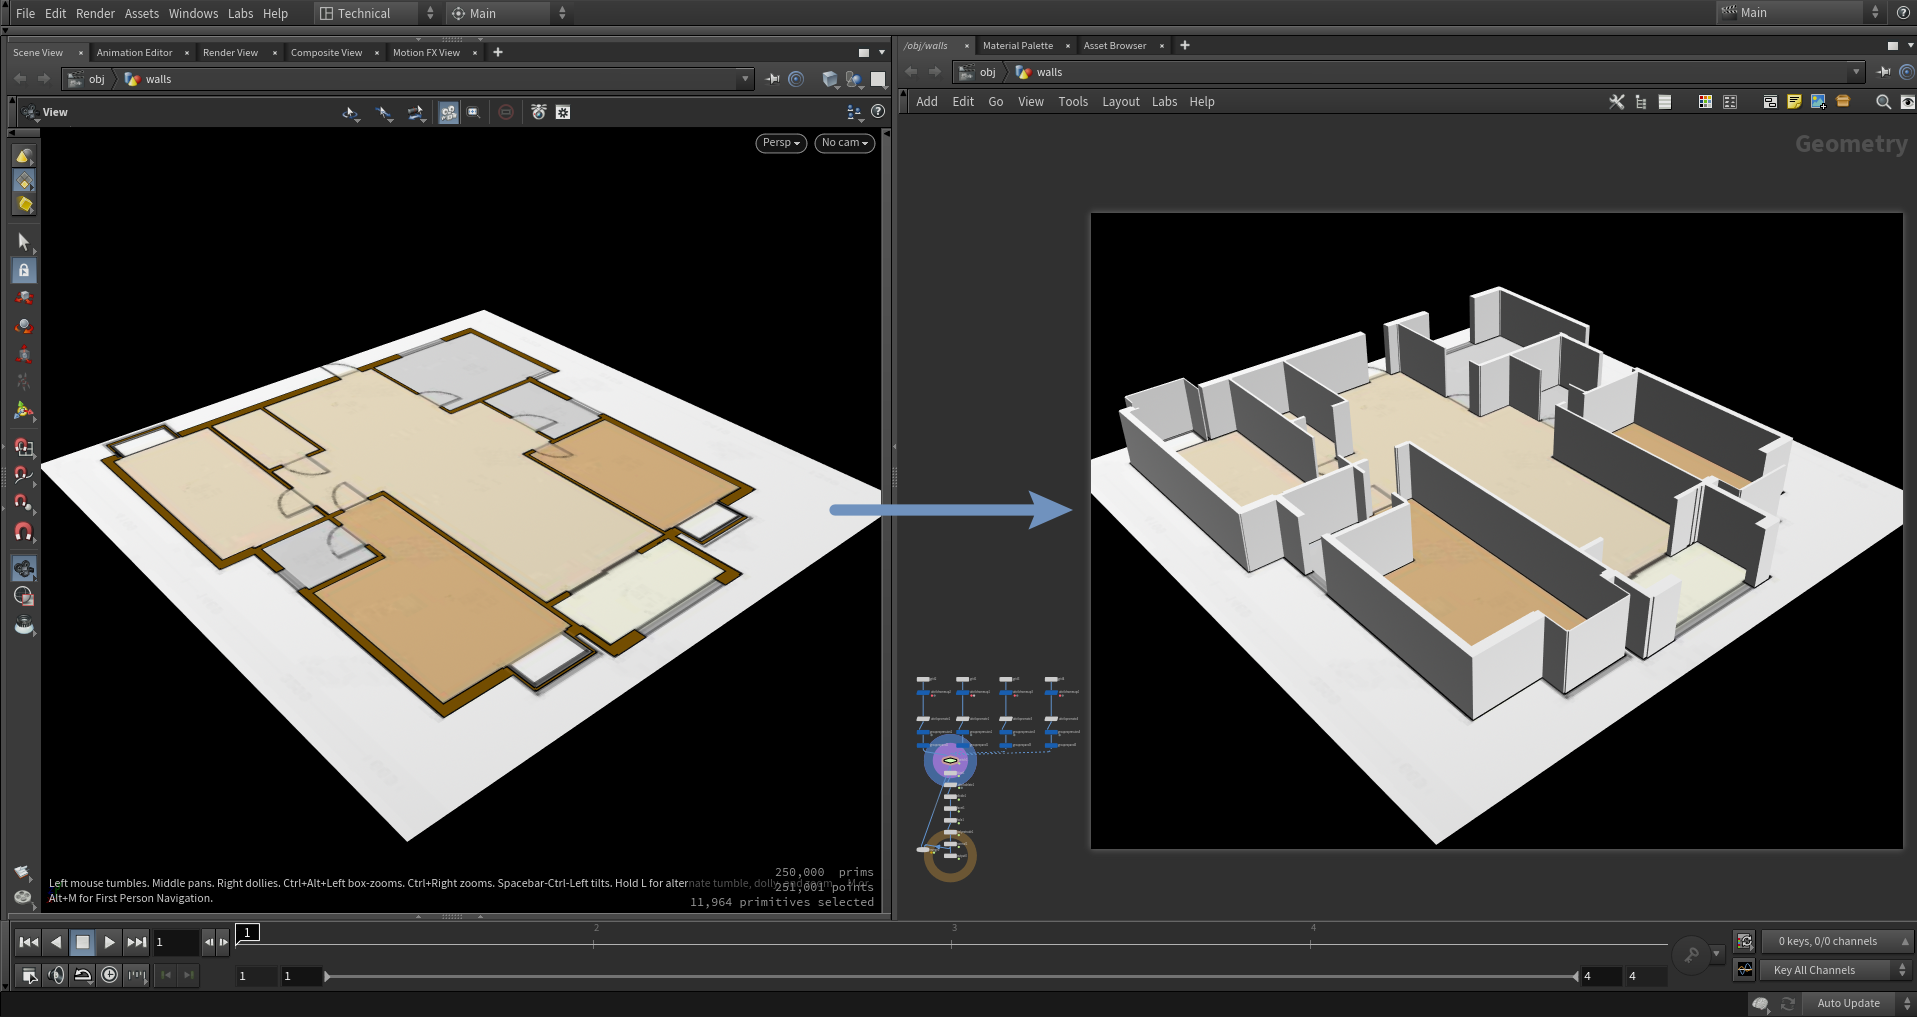 File Edit Render Assets Windows Labs Help Technical Main Main
Scene View Animation Editor Render View Composite View Motion FX View
/obj/walls Material Palette Asset Browser
obj walls
obj walls
View
Add Edit Go View Tools Layout Labs Help
Persp No cam
Geometry
250,000 prims
Left mouse tumbles. Middle pans. Right dollies. Ctrl+Alt+Left box-zooms. Ctrl+Right zooms. Spacebar-Ctrl-Left tilts. Hold L for alternate tumble, dolly, and zoom. M or
251,001 points
Alt+M for First Person Navigation.
11,964 primitives selected
1 1 2 3 4
0 keys, 0/0 channels
1 1 4 4
Key All Channels
Auto Update